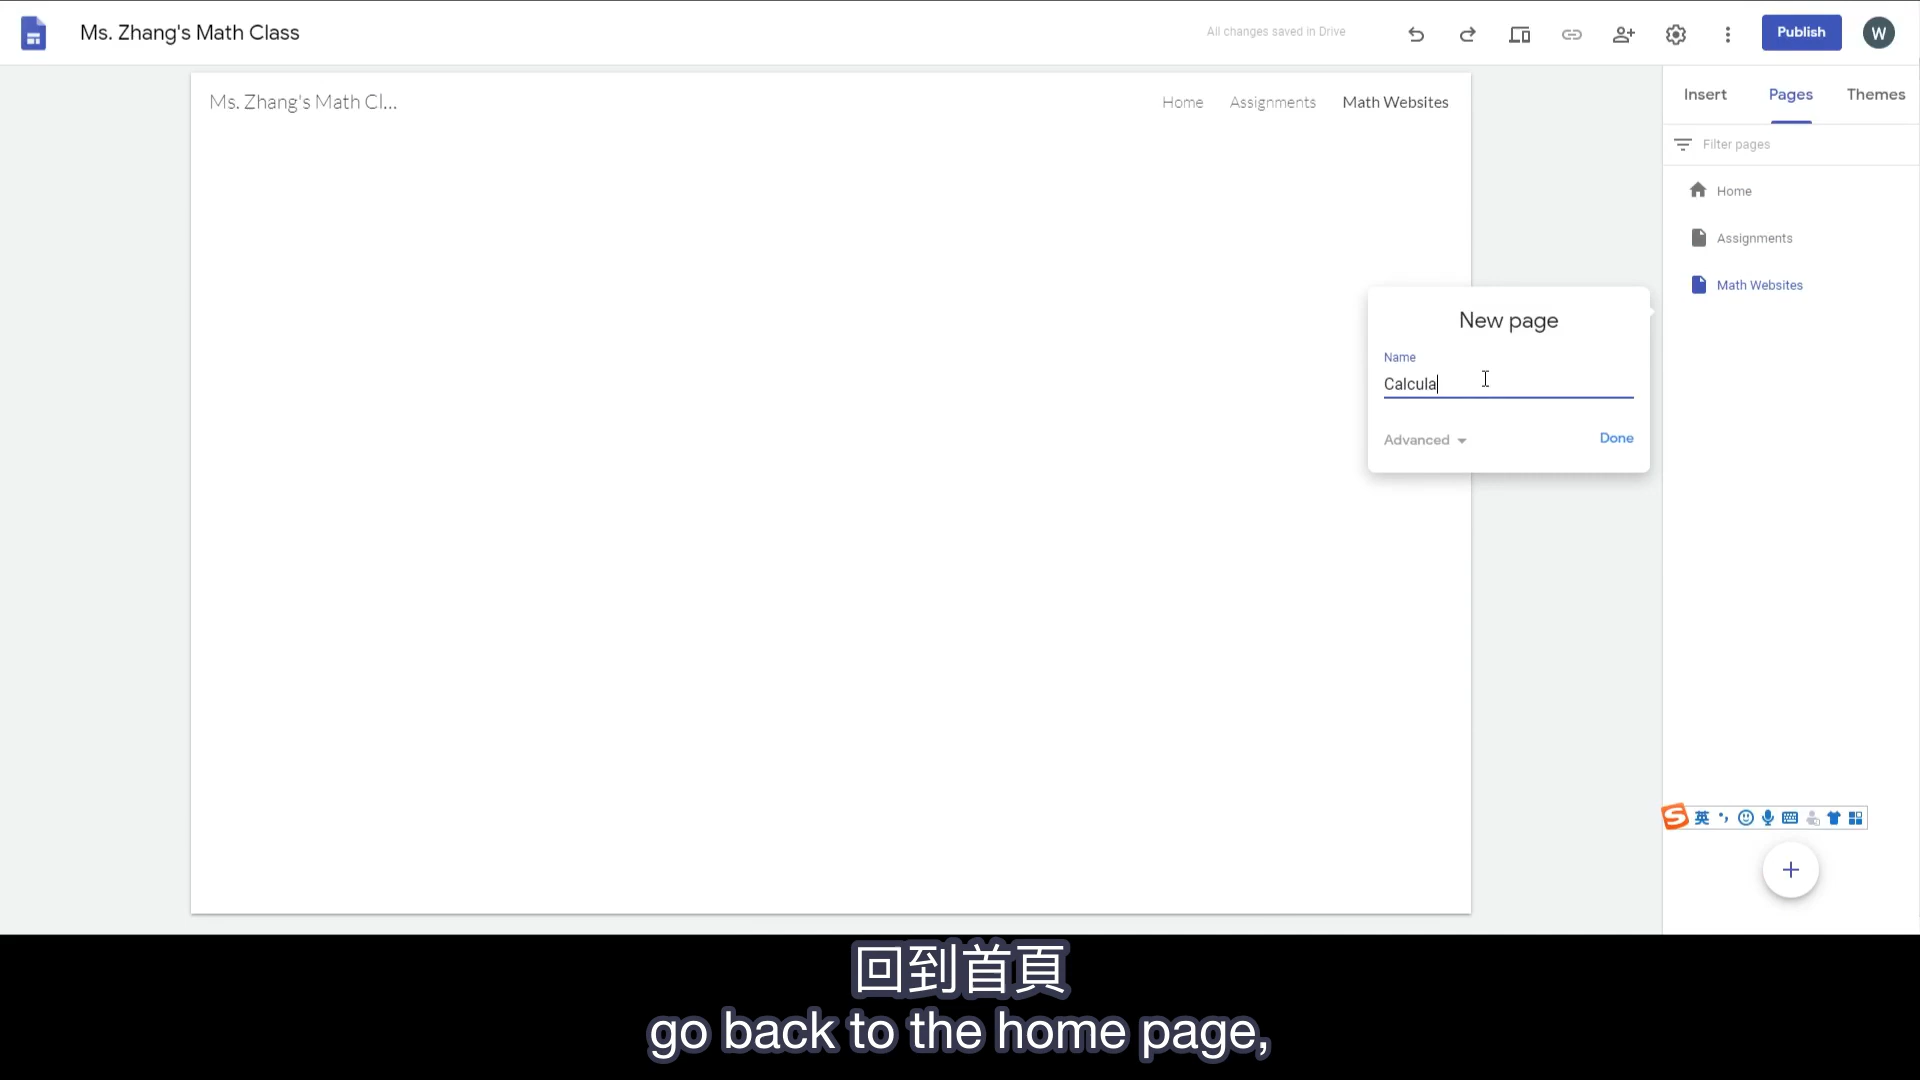 Ms. Zhang's Math Class
All changes saved in Drive
Publish
W
Ms. Zhang's Math Cl...
Home
Assignments
Math Websites
Insert
Pages
Themes
Filter pages
Home
Assignments
Math Websites
New page
Name
Calcula
Advanced
Done
S 英
+
回到首頁
go back to the home page,